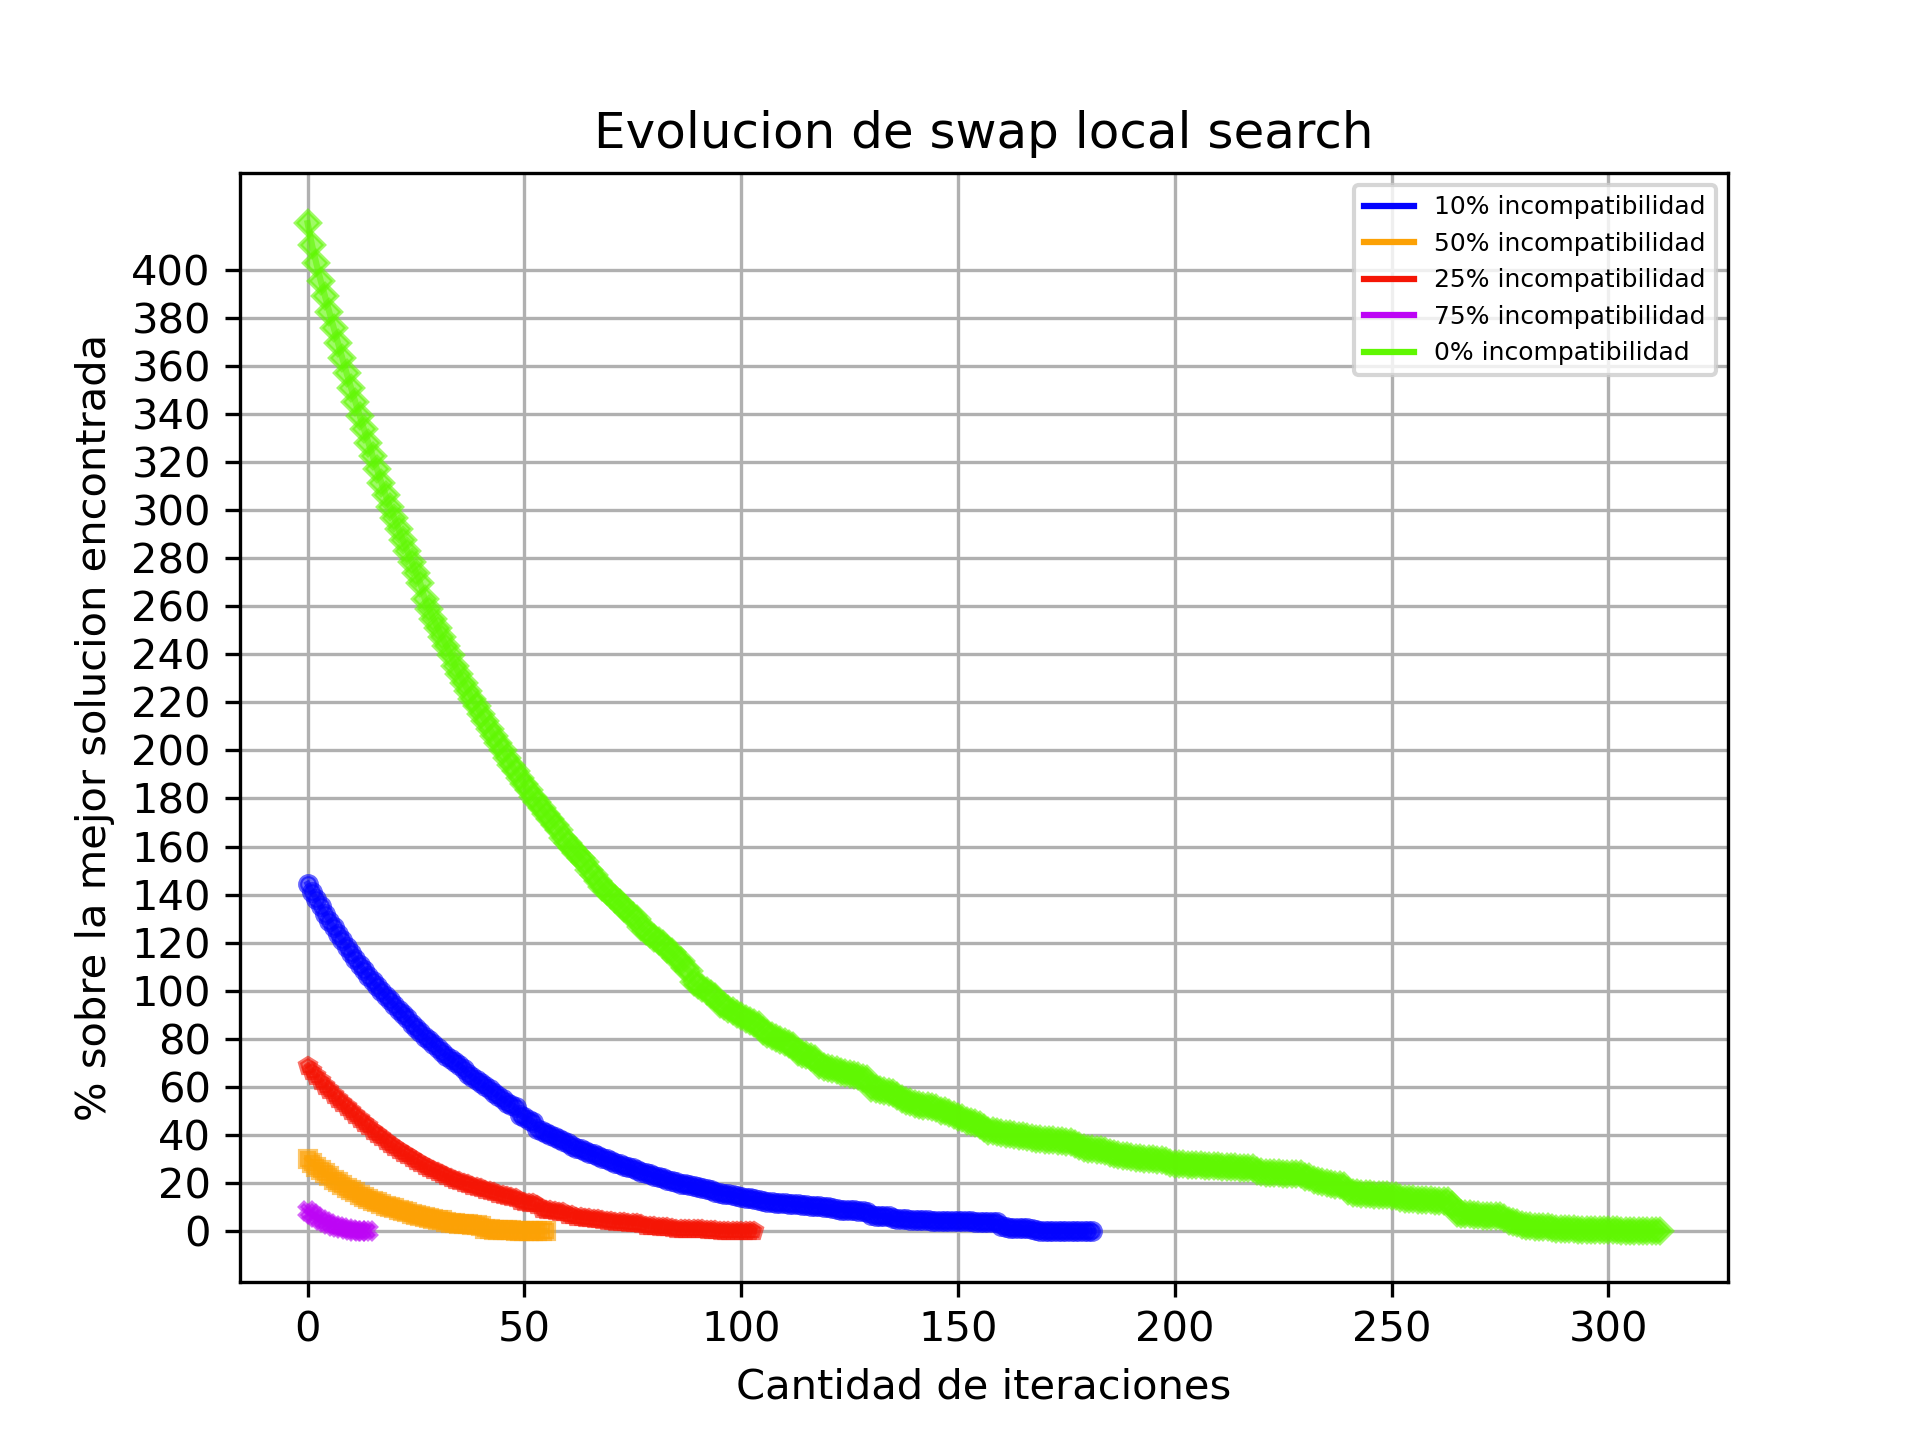 Evolucion de swap local search
10% incompatibilidad
50% incompatibilidad
25% incompatibilidad
75% incompatibilidad
0% incompatibilidad
% sobre la mejor solucion encontrada
400
380
360
340
320
300
280
260
240
220
200
180
160
140
120
100
80
60
40
20
0
0 50 100 150 200 250 300
Cantidad de iteraciones